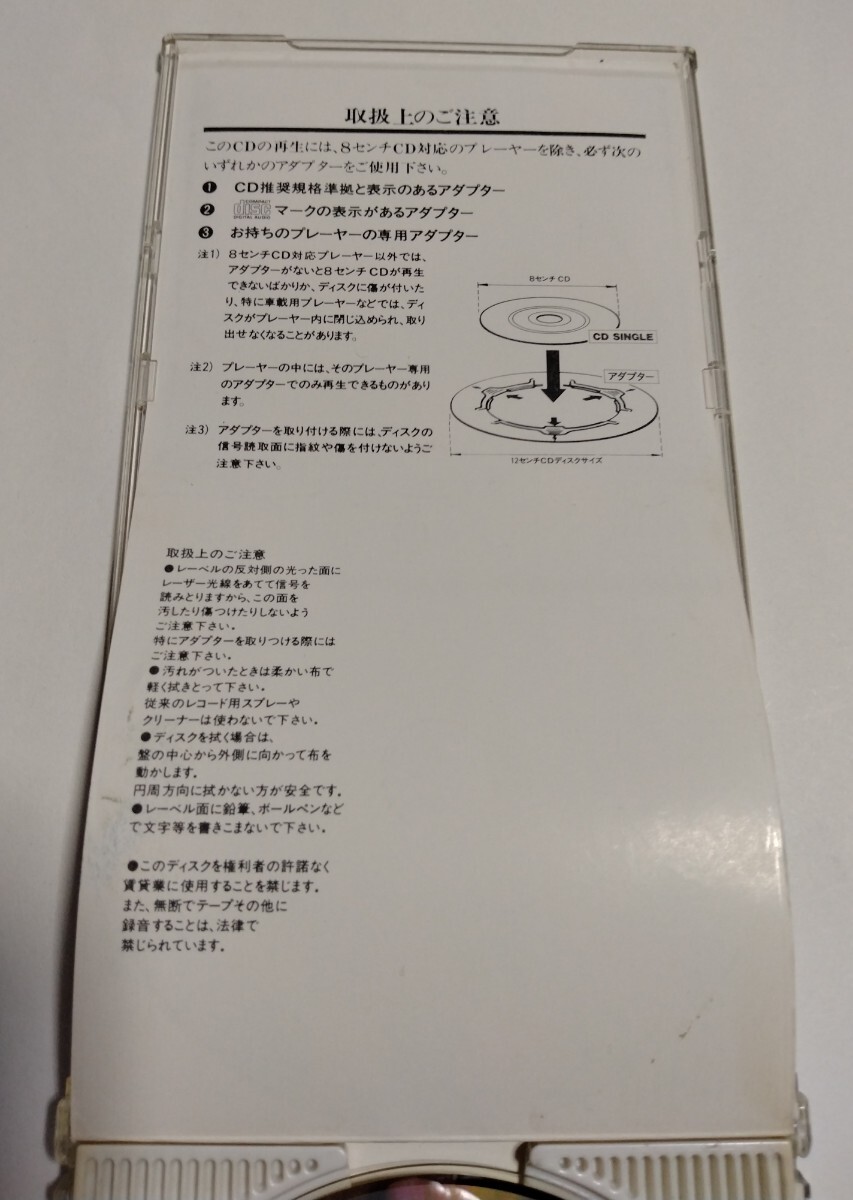 取扱上のご注意
このCDの再生には、8センチCD対応のプレーヤーを除き、必ず次の
いずれかのアダプターをご使用下さい。
❶ CD推奨規格準拠と表示のあるアダプター
❷ COMPACT disc DIGITAL AUDIO マークの表示があるアダプター
❸ お持ちのプレーヤーの専用アダプター
注1) 8センチCD対応プレーヤー以外では、
アダプターがないと8センチCDが再生
できないばかりか、ディスクに傷が付いた
り、特に車載用プレーヤーなどでは、ディ
スクがプレーヤー内に閉じ込められ、取り
出せなくなることがあります。
注2) プレーヤーの中には、そのプレーヤー専用
のアダプターでのみ再生できるものがあり
ます。
注3) アダプターを取り付ける際には、ディスクの
信号読取面に指紋や傷を付けないようご
注意下さい。
8センチCD
CD SINGLE
アダプター
12センチCDディスクサイズ
取扱上のご注意
●レーベルの反対側の光った面に
レーザー光線をあてて信号を
読みとりますから、この面を
汚したり傷つけたりしないよう
ご注意下さい。
特にアダプターを取りつける際には
ご注意下さい。
●汚れがついたときは柔かい布で
軽く拭きとって下さい。
従来のレコード用スプレーや
クリーナーは使わないで下さい。
●ディスクを拭く場合は、
盤の中心から外側に向かって布を
動かします。
円周方向に拭かない方が安全です。
●レーベル面に鉛筆、ボールペンなど
で文字等を書きこまないで下さい。
●このディスクを権利者の許諾なく
賃貸業に使用することを禁じます。
また、無断でテープその他に
録音することは、法律で
禁じられています。